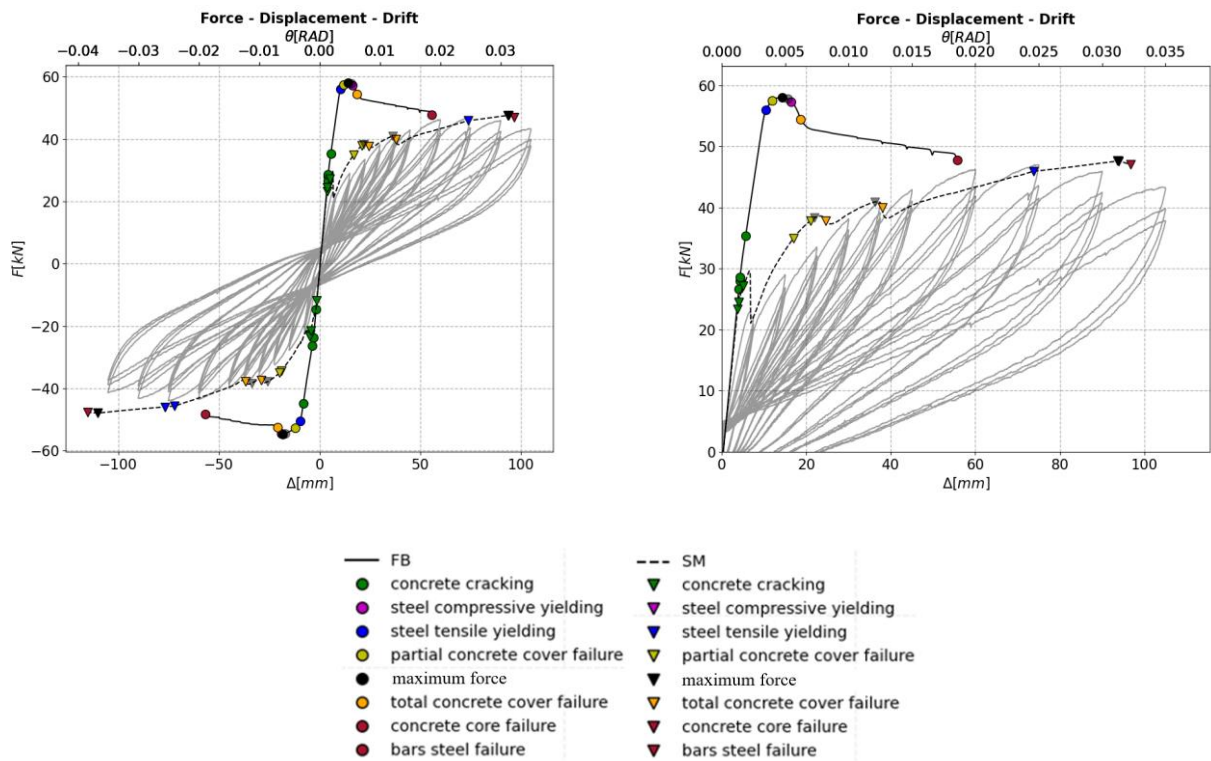 Force - Displacement - Drift
θ[RAD]
−0.04 −0.03 −0.02 −0.01 0.00 0.01 0.02 0.03
60
40
20
0
−20
−40
−60
F[kN]
−100 −50 0 50 100
Δ[mm]
Force - Displacement - Drift
θ[RAD]
0.000 0.005 0.010 0.015 0.020 0.025 0.030 0.035
60
50
40
30
20
10
0
F[kN]
0 20 40 60 80 100
Δ[mm]
FB
concrete cracking
steel compressive yielding
steel tensile yielding
partial concrete cover failure
maximum force
total concrete cover failure
concrete core failure
bars steel failure
SM
concrete cracking
steel compressive yielding
steel tensile yielding
partial concrete cover failure
maximum force
total concrete cover failure
concrete core failure
bars steel failure